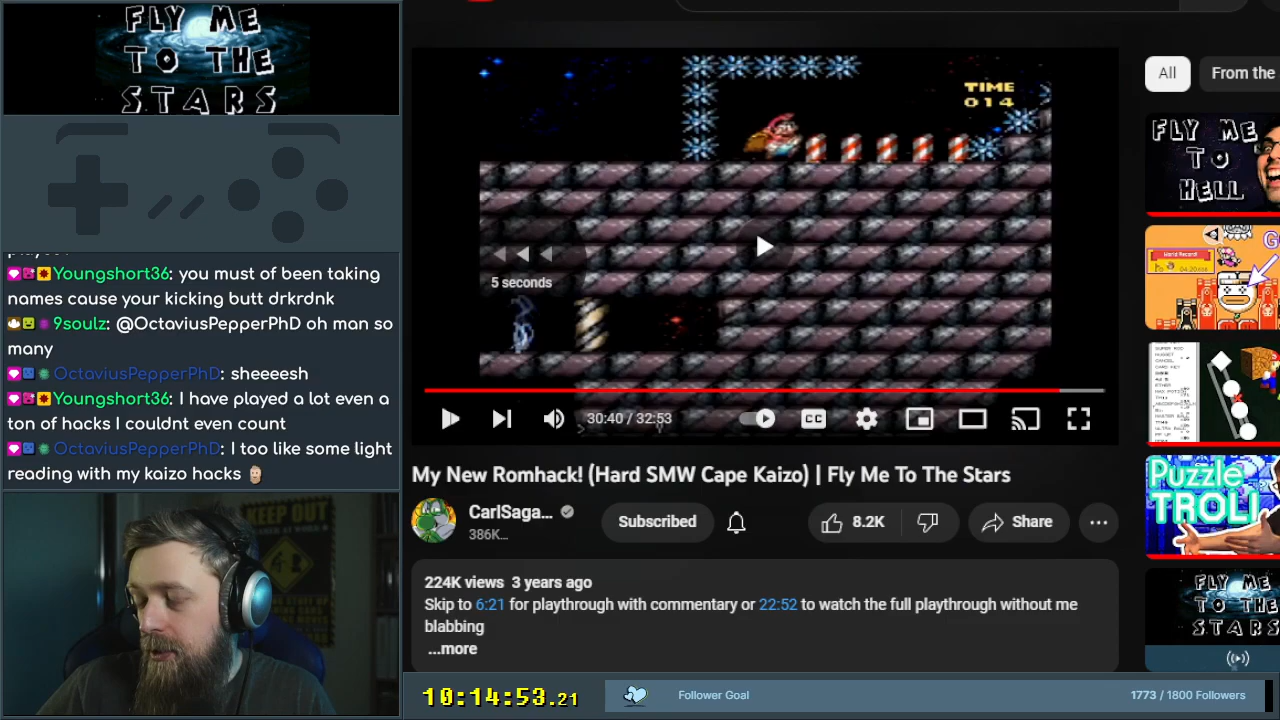 FLY ME
TO THE
STARS
Youngshort36: you must of been taking
names cause your kicking butt drkrdnk
9soulz: @OctaviusPepperPhD oh man so
many
OctaviusPepperPhD: sheeeesh
Youngshort36: I have played a lot even a
ton of hacks I couldnt even count
OctaviusPepperPhD: I too like some light
reading with my kaizo hacks
KEEP OUT
TIME
014
5 seconds
30:40 / 32:53
CC
My New Romhack! (Hard SMW Cape Kaizo) | Fly Me To The Stars
CarlSaga...
386K...
Subscribed
8.2K
Share
224K views 3 years ago
Skip to 6:21 for playthrough with commentary or 22:52 to watch the full playthrough without me
blabbing
...more
All
From the
FLY ME
TO
HELL
World Record
Puzzle
TROLL
FLY ME
TO THE
STARS
10:14:53.21
Follower Goal
1773 / 1800 Followers